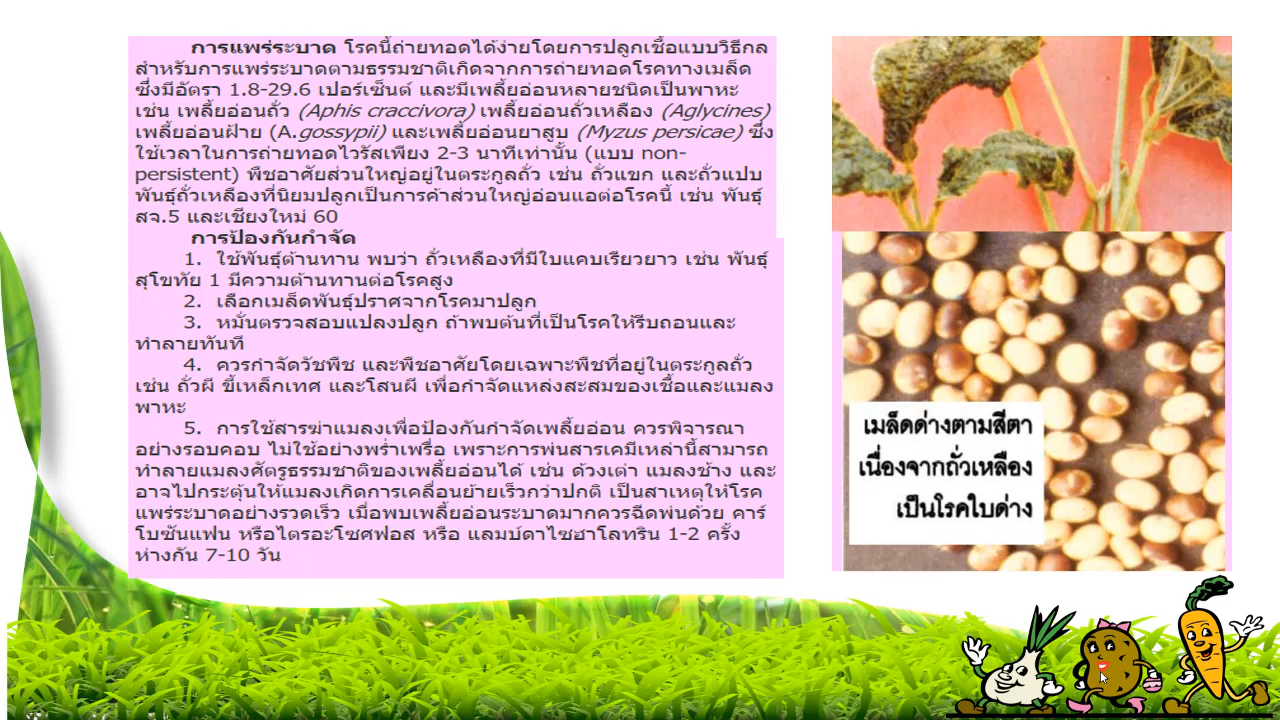 การแพร่ระบาด โรคนี้ถ่ายทอดได้ง่ายโดยการปลูกเชื้อแบบวิธีกล
สำหรับการแพร่ระบาดตามธรรมชาติเกิดจากการถ่ายทอดโรคทางเมล็ด
ซึ่งมีอัตรา 1.8-29.6 เปอร์เซ็นต์ และมีเพลี้ยอ่อนหลายชนิดเป็นพาหะ
เช่น เพลี้ยอ่อนถั่ว (Aphis craccivora) เพลี้ยอ่อนถั่วเหลือง (Aglycines)
เพลี้ยอ่อนฝ้าย (A.gossypii) และเพลี้ยอ่อนยาสูบ (Myzus persicae) ซึ่ง
ใช้เวลาในการถ่ายทอดไวรัสเพียง 2-3 นาทีเท่านั้น (แบบ non-
persistent) พืชอาศัยส่วนใหญ่อยู่ในตระกูลถั่ว เช่น ถั่วแขก และถั่วแปบ
พันธุ์ถั่วเหลืองที่นิยมปลูกเป็นการค้าส่วนใหญ่อ่อนแอต่อโรคนี้ เช่น พันธุ์
สจ.5 และเชียงใหม่ 60
การป้องกันกำจัด
1. ใช้พันธุ์ต้านทาน พบว่า ถั่วเหลืองที่มีใบแคบเรียวยาว เช่น พันธุ์
สุโขทัย 1 มีความต้านทานต่อโรคสูง
2. เลือกเมล็ดพันธุ์ปราศจากโรคมาปลูก
3. หมั่นตรวจสอบแปลงปลูก ถ้าพบต้นที่เป็นโรคให้รีบถอนและ
ทำลายทันที
4. ควรกำจัดวัชพืช และพืชอาศัยโดยเฉพาะพืชที่อยู่ในตระกูลถั่ว
เช่น ถั่วผี ขี้เหล็กเทศ และโสนผี เพื่อกำจัดแหล่งสะสมของเชื้อและแมลง
พาหะ
5. การใช้สารฆ่าแมลงเพื่อป้องกันกำจัดเพลี้ยอ่อน ควรพิจารณา
อย่างรอบคอบ ไม่ใช้อย่างพร่ำเพรื่อ เพราะการพ่นสารเคมีเหล่านี้สามารถ
ทำลายแมลงศัตรูธรรมชาติของเพลี้ยอ่อนได้ เช่น ด้วงเต่า แมลงช้าง และ
อาจไปกระตุ้นให้แมลงเกิดการเคลื่อนย้ายเร็วกว่าปกติ เป็นสาเหตุให้โรค
แพร่ระบาดอย่างรวดเร็ว เมื่อพบเพลี้ยอ่อนระบาดมากควรฉีดพ่นด้วย คาร์
โบซันแฟน หรือไตรอะโซศฟอส หรือ แลมบ์ดาไซฮาโลทริน 1-2 ครั้ง
ห่างกัน 7-10 วัน
เมล็ดด่างตามสีตา
เนื่องจากถั่วเหลือง
เป็นโรคใบด่าง